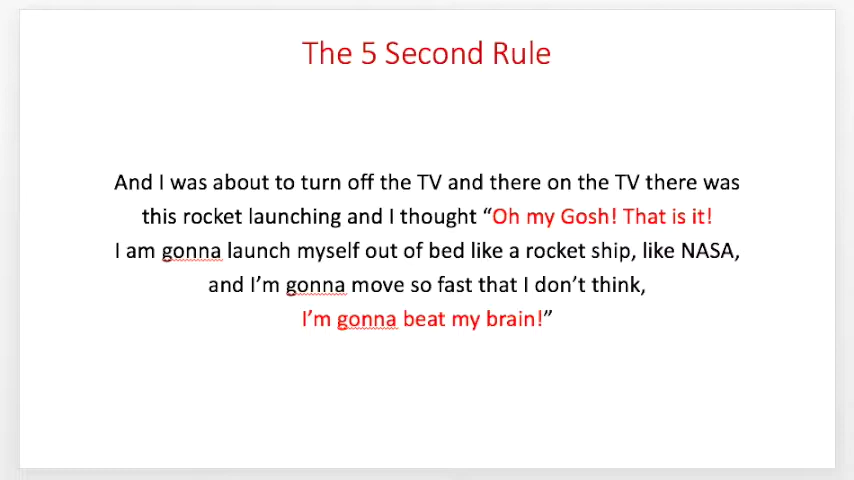 The 5 Second Rule
And I was about to turn off the TV and there on the TV there was
this rocket launching and I thought “Oh my Gosh! That is it!
I am gonna launch myself out of bed like a rocket ship, like NASA,
and I’m gonna move so fast that I don’t think,
I’m gonna beat my brain!”